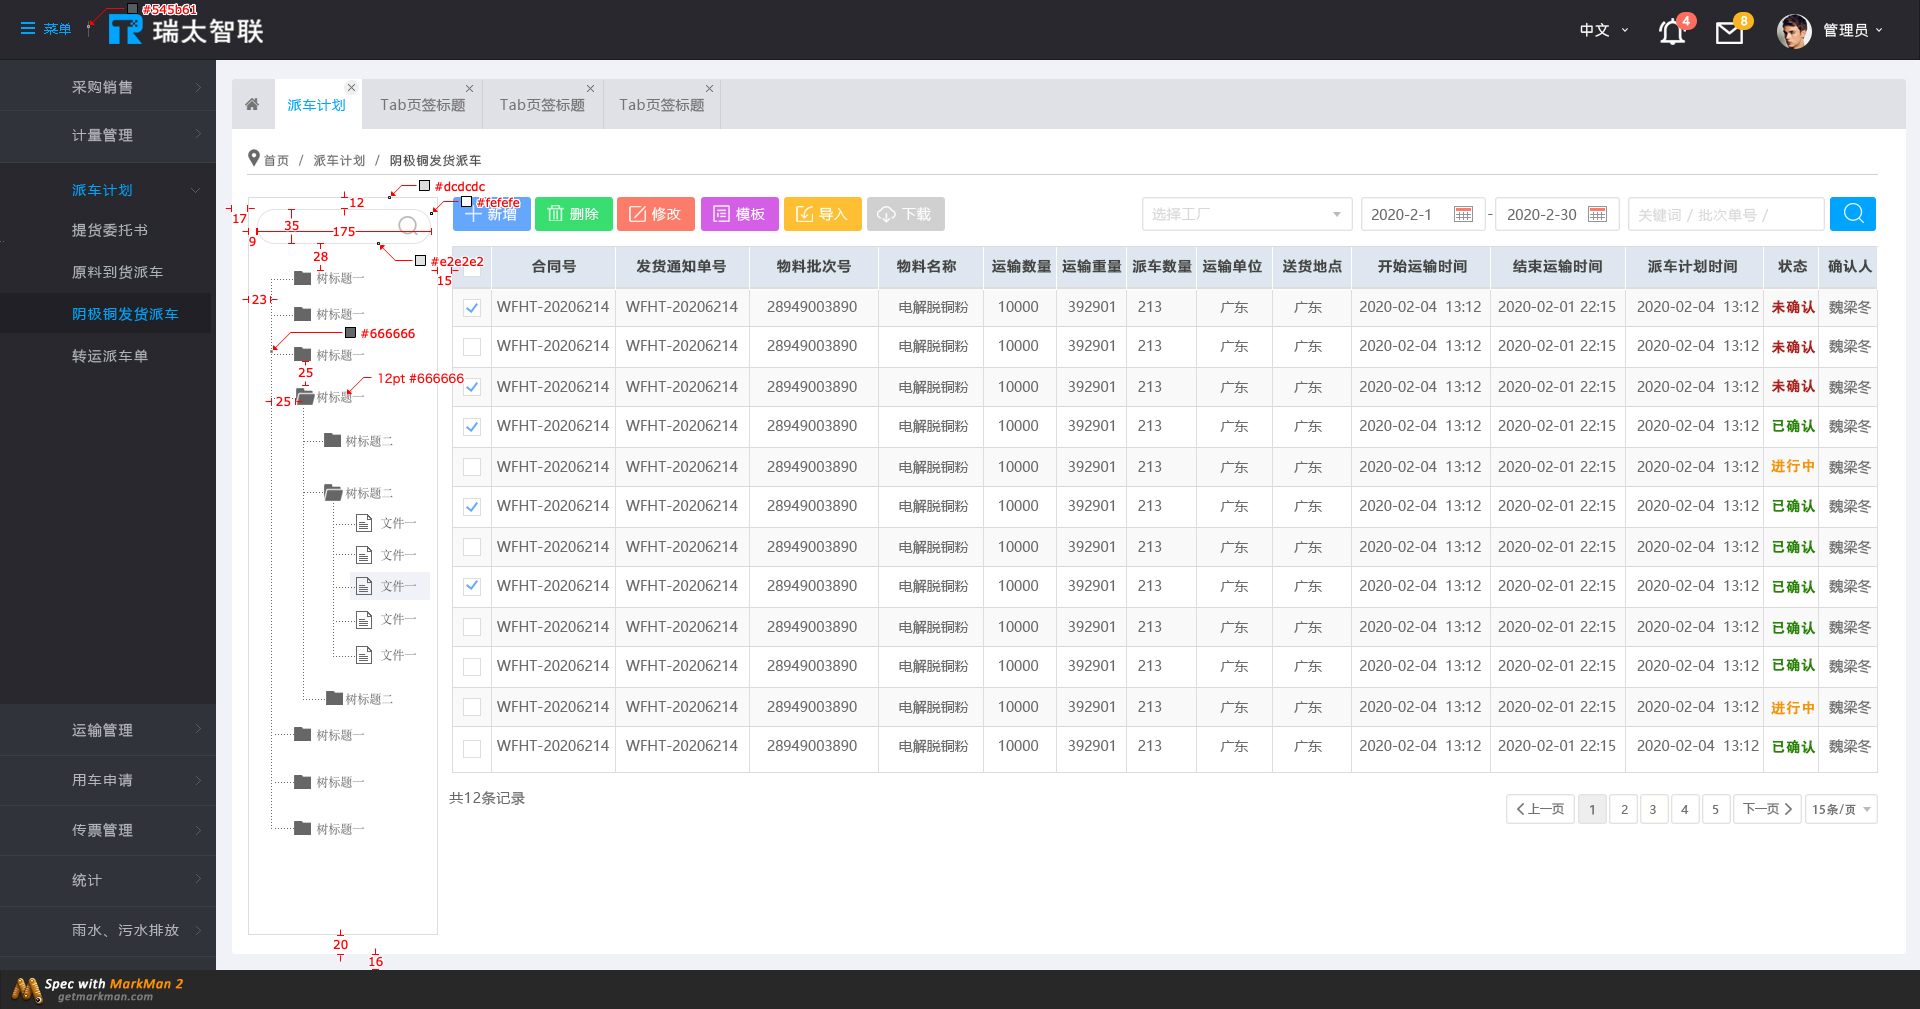 菜单
#545b61
瑞太智联
中文
4
8
管理员
采购销售
计量管理
派车计划
提货委托书
原料到货派车
阴极铜发货派车
转运派车单
运输管理
用车申请
传票管理
统计
雨水、污水排放
派车计划
Tab页签标题
Tab页签标题
Tab页签标题
首页 / 派车计划 / 阴极铜发货派车
#dcdcdc
#fefefe
12
17
35
175
9
28
#e2e2e2
15
23
#666666
25
12pt #666666
25
20
16
树标题一
树标题一
树标题一
树标题一
树标题二
树标题二
文件一
文件一
文件一
文件一
文件一
树标题二
树标题一
树标题一
树标题一
新增 删除 修改 模板 导入 下载
选择工厂 2020-2-1 - 2020-2-30 关键词 / 批次单号 /
合同号 发货通知单号 物料批次号 物料名称 运输数量 运输重量 派车数量 运输单位 送货地点 开始运输时间 结束运输时间 派车计划时间 状态 确认人
WFHT-20206214 WFHT-20206214 28949003890 电解脱铜粉 10000 392901 213 广东 广东 2020-02-04 13:12 2020-02-01 22:15 2020-02-04 13:12 未确认 魏梁冬
WFHT-20206214 WFHT-20206214 28949003890 电解脱铜粉 10000 392901 213 广东 广东 2020-02-04 13:12 2020-02-01 22:15 2020-02-04 13:12 未确认 魏梁冬
WFHT-20206214 WFHT-20206214 28949003890 电解脱铜粉 10000 392901 213 广东 广东 2020-02-04 13:12 2020-02-01 22:15 2020-02-04 13:12 未确认 魏梁冬
WFHT-20206214 WFHT-20206214 28949003890 电解脱铜粉 10000 392901 213 广东 广东 2020-02-04 13:12 2020-02-01 22:15 2020-02-04 13:12 已确认 魏梁冬
WFHT-20206214 WFHT-20206214 28949003890 电解脱铜粉 10000 392901 213 广东 广东 2020-02-04 13:12 2020-02-01 22:15 2020-02-04 13:12 进行中 魏梁冬
WFHT-20206214 WFHT-20206214 28949003890 电解脱铜粉 10000 392901 213 广东 广东 2020-02-04 13:12 2020-02-01 22:15 2020-02-04 13:12 已确认 魏梁冬
WFHT-20206214 WFHT-20206214 28949003890 电解脱铜粉 10000 392901 213 广东 广东 2020-02-04 13:12 2020-02-01 22:15 2020-02-04 13:12 已确认 魏梁冬
WFHT-20206214 WFHT-20206214 28949003890 电解脱铜粉 10000 392901 213 广东 广东 2020-02-04 13:12 2020-02-01 22:15 2020-02-04 13:12 已确认 魏梁冬
WFHT-20206214 WFHT-20206214 28949003890 电解脱铜粉 10000 392901 213 广东 广东 2020-02-04 13:12 2020-02-01 22:15 2020-02-04 13:12 已确认 魏梁冬
WFHT-20206214 WFHT-20206214 28949003890 电解脱铜粉 10000 392901 213 广东 广东 2020-02-04 13:12 2020-02-01 22:15 2020-02-04 13:12 已确认 魏梁冬
WFHT-20206214 WFHT-20206214 28949003890 电解脱铜粉 10000 392901 213 广东 广东 2020-02-04 13:12 2020-02-01 22:15 2020-02-04 13:12 进行中 魏梁冬
WFHT-20206214 WFHT-20206214 28949003890 电解脱铜粉 10000 392901 213 广东 广东 2020-02-04 13:12 2020-02-01 22:15 2020-02-04 13:12 已确认 魏梁冬
共12条记录
上一页 1 2 3 4 5 下一页 15条/页
Spec with MarkMan 2
getmarkman.com